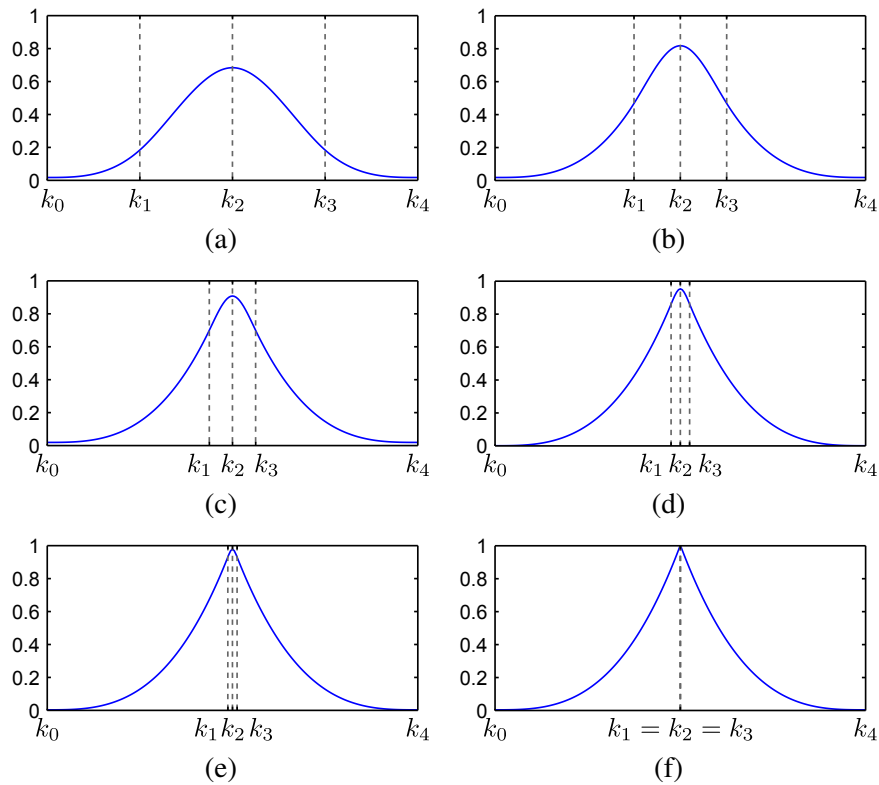 1 0.8 0.6 0.4 0.2 0
k₀ k₁ k₂ k₃ k₄
(a)
1 0.8 0.6 0.4 0.2 0
k₀ k₁ k₂ k₃ k₄
(b)
1 0.8 0.6 0.4 0.2 0
k₀ k₁ k₂ k₃ k₄
(c)
1 0.8 0.6 0.4 0.2 0
k₀ k₁ k₂ k₃ k₄
(d)
1 0.8 0.6 0.4 0.2 0
k₀ k₁ k₂ k₃ k₄
(e)
1 0.8 0.6 0.4 0.2 0
k₀ k₁ = k₂ = k₃ k₄
(f)